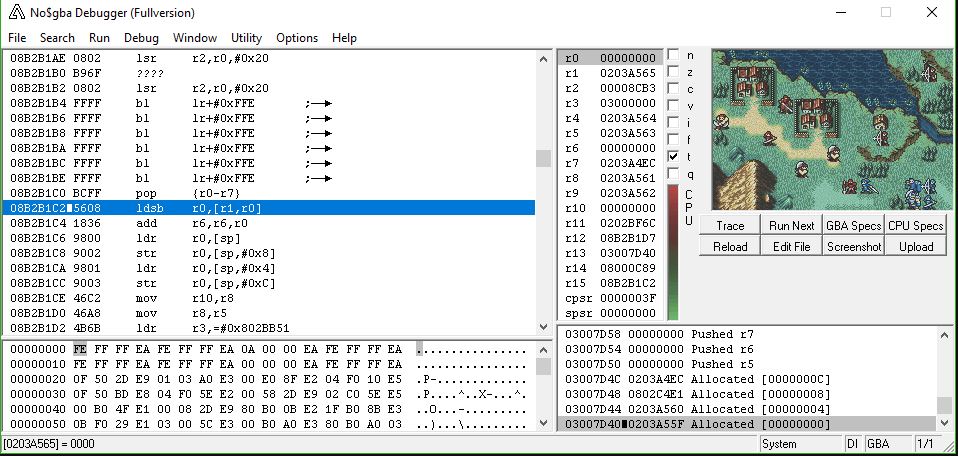 No$gba Debugger (Fullversion)
File Search Run Debug Window Utility Options Help
08B2B1AE 0802 lsr r2,r0,#0x20
08B2B1B0 B96F ????
08B2B1B2 0802 lsr r2,r0,#0x20
08B2B1B4 FFFF bl lr+#0xFFE ;—►
08B2B1B6 FFFF bl lr+#0xFFE ;—►
08B2B1B8 FFFF bl lr+#0xFFE ;—►
08B2B1BA FFFF bl lr+#0xFFE ;—►
08B2B1BC FFFF bl lr+#0xFFE ;—►
08B2B1BE FFFF bl lr+#0xFFE ;—►
08B2B1C0 BCFF pop {r0-r7}
08B2B1C2 5608 ldsb r0,[r1,r0]
08B2B1C4 1836 add r6,r6,r0
08B2B1C6 9800 ldr r0,[sp]
08B2B1C8 9002 str r0,[sp,#0x8]
08B2B1CA 9801 ldr r0,[sp,#0x4]
08B2B1CC 9003 str r0,[sp,#0xC]
08B2B1CE 46C2 mov r10,r8
08B2B1D0 46A8 mov r8,r5
08B2B1D2 4B6B ldr r3,=#0x802BB51
r0 00000000 n
r1 0203A565 z
r2 00008CB3 c
r3 03000000 v
r4 0203A564 i
r5 0203A563 f
r6 00000000 t
r7 0203A4EC q
r8 0203A561
r9 0203A562 C
r10 00000000 P
r11 0202BF6C U
r12 08B2B1D7
r13 03007D40
r14 08000C89
r15 08B2B1C2
cpsr 0000003F
spsr 00000000
Trace Run Next GBA Specs CPU Specs
Reload Edit File Screenshot Upload
00000000 FE FF FF EA FE FF FF EA 0A 00 00 EA FE FF FF EA ................
00000010 FE FF FF EA FE FF FF EA FE FF FF EA FE FF FF EA ................
00000020 0F 50 2D E9 01 03 A0 E3 00 E0 8F E2 04 F0 10 E5 .P-.............
00000030 0F 50 BD E8 04 F0 5E E2 00 58 2D E9 02 C0 5E E5 .P....^..X-...^.
00000040 00 B0 4F E1 00 08 2D E9 80 B0 0B E2 1F B0 8B E3 ..O...-.........
00000050 0B F0 29 E1 03 00 5C E3 00 B0 A0 E3 80 B0 A0 03 ..)...\.........
03007D58 00000000 Pushed r7
03007D54 00000000 Pushed r6
03007D50 00000000 Pushed r5
03007D4C 0203A4EC Allocated [0000000C]
03007D48 0802C4E1 Allocated [00000008]
03007D44 0203A560 Allocated [00000004]
03007D40 0203A55F Allocated [00000000]
[0203A565] = 0000 System DI GBA 1/1